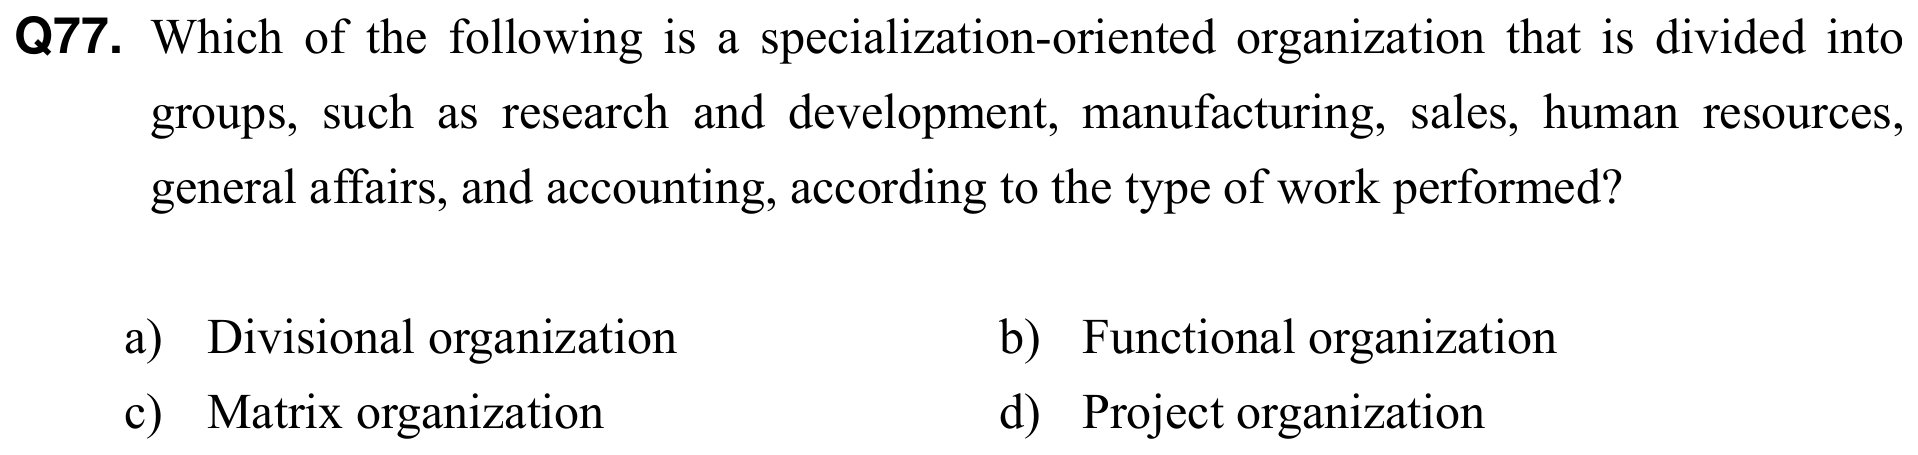 Q77. Which of the following is a specialization-oriented organization that is divided into
groups, such as research and development, manufacturing, sales, human resources,
general affairs, and accounting, according to the type of work performed?
a) Divisional organization b) Functional organization
c) Matrix organization d) Project organization